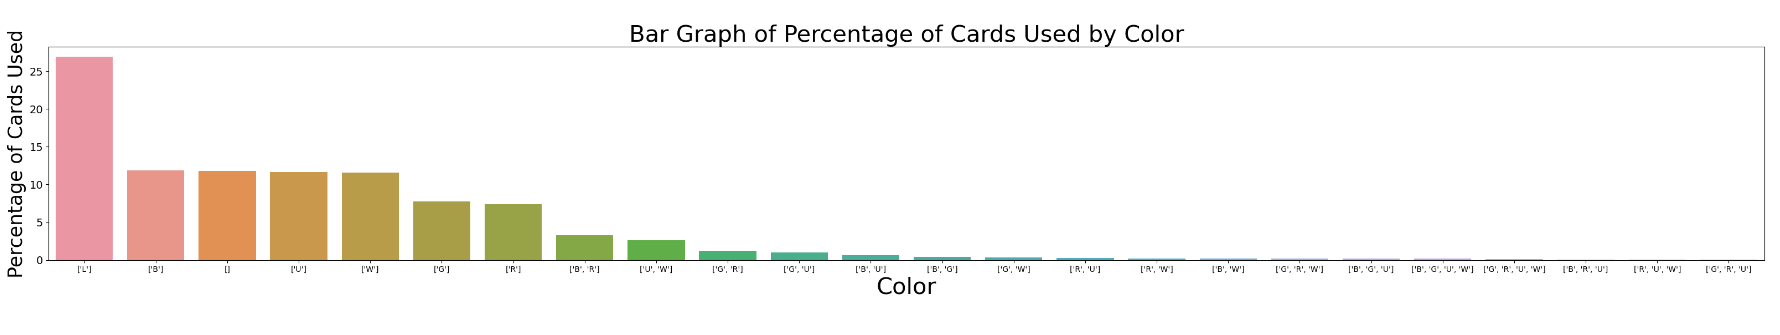 Bar Graph of Percentage of Cards Used by Color
Percentage of Cards Used
25
20
15
10
5
0
['L'] ['B'] [] ['U'] ['W'] ['G'] ['R'] ['B', 'R'] ['U', 'W'] ['G', 'R'] ['G', 'U'] ['B', 'U'] ['B', 'G'] ['G', 'W'] ['R', 'U'] ['R', 'W'] ['B', 'W'] ['G', 'R', 'W'] ['B', 'G', 'U'] ['B', 'G', 'U', 'W'] ['G', 'R', 'U', 'W'] ['B', 'R', 'U'] ['R', 'U', 'W'] ['G', 'R', 'U']
Color